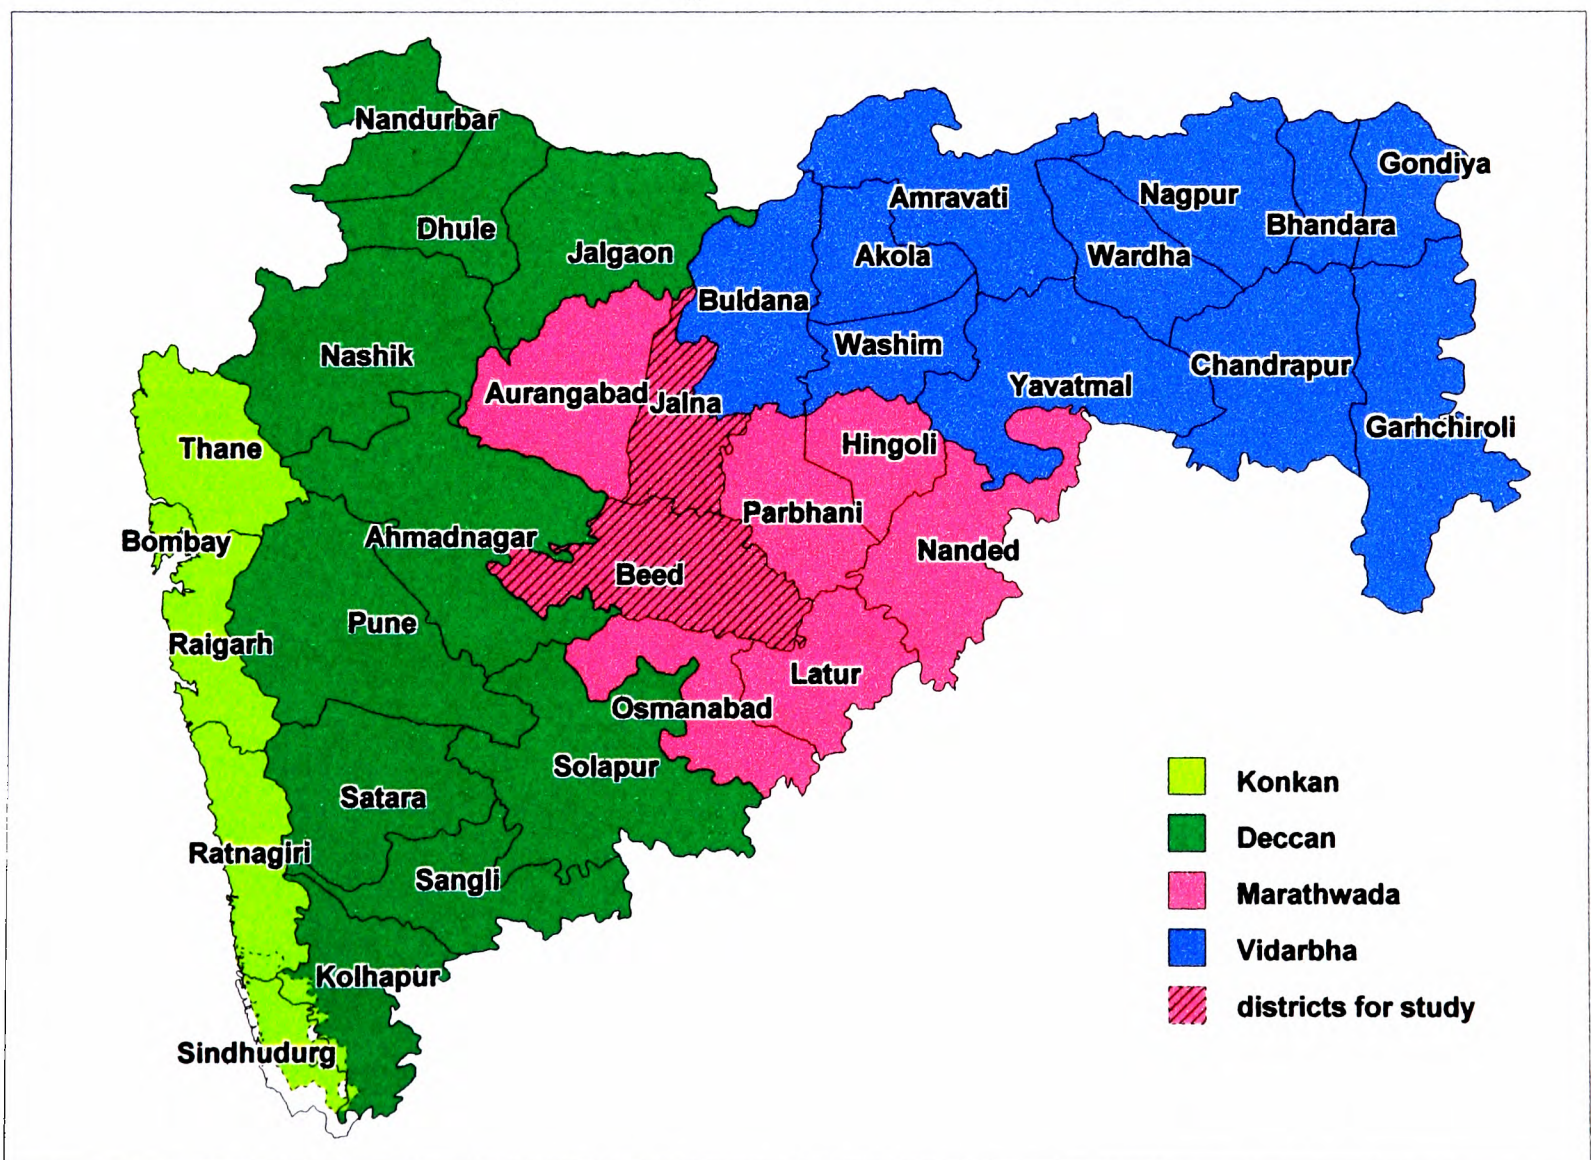 Nandurbar
Gondiya
Nagpur
Amravati
Bhandara
Dhule
Jalgaon
Akola
Wardha
Buldana
Washim
Nashik
Chandrapur
Yavatmal
Aurangabad
Jalna
Garhchiroli
Hingoli
Thane
Parbhani
Bombay
Ahmadnagar
Nanded
Beed
Pune
Raigarh
Latur
Osmanabad
Solapur
Satara
Ratnagiri
Sangli
Kolhapur
Sindhudurg
Konkan
Deccan
Marathwada
Vidarbha
districts for study